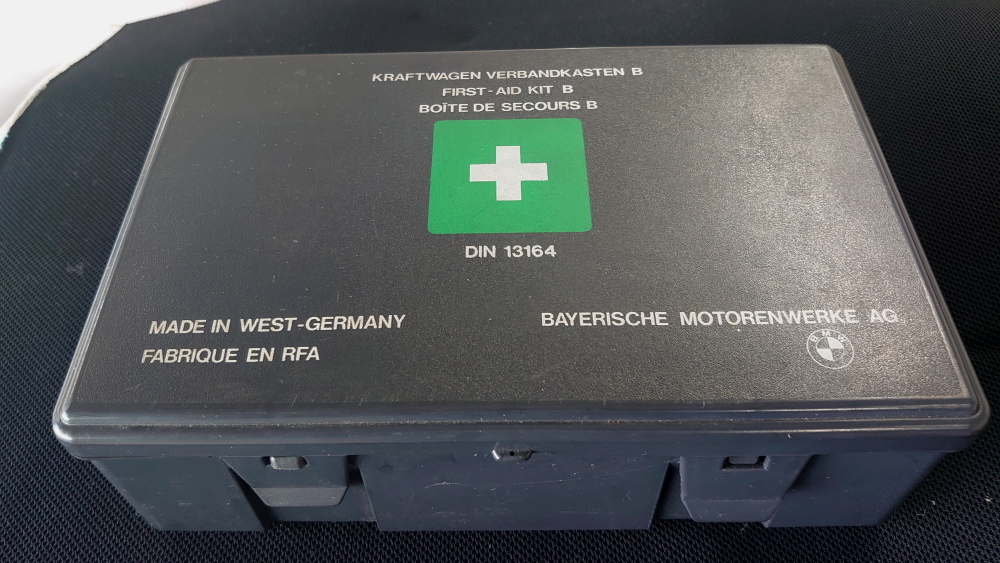 KRAFTWAGEN VERBANDKASTEN B
FIRST-AID KIT B
BOÎTE DE SECOURS B
DIN 13164
MADE IN WEST-GERMANY
FABRIQUE EN RFA
BAYERISCHE MOTORENWERKE AG
BMW